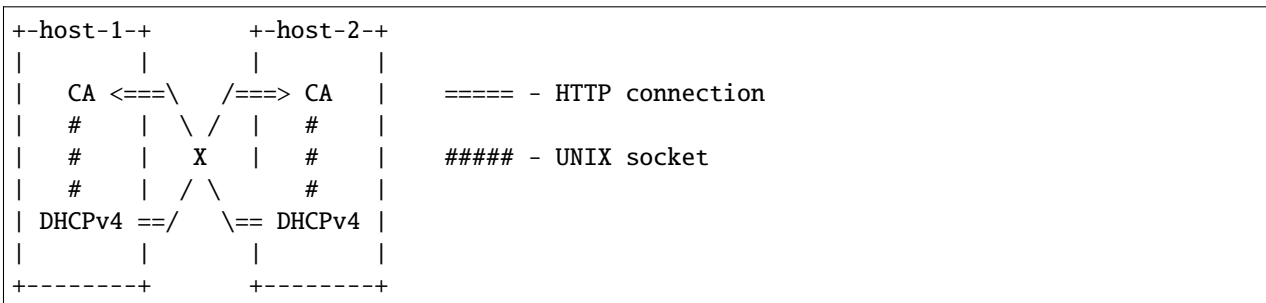 +-host-1-+       +-host-2-+
|        |       |        |
|   CA <===\   /===> CA   |    ===== - HTTP connection
|   #    |  \ /  |   #    |
|   #    |   X   |   #    |    ##### - UNIX socket
|   #    |  / \      #    |
| DHCPv4 ==/   \== DHCPv4 |
|        |       |        |
+--------+       +--------+